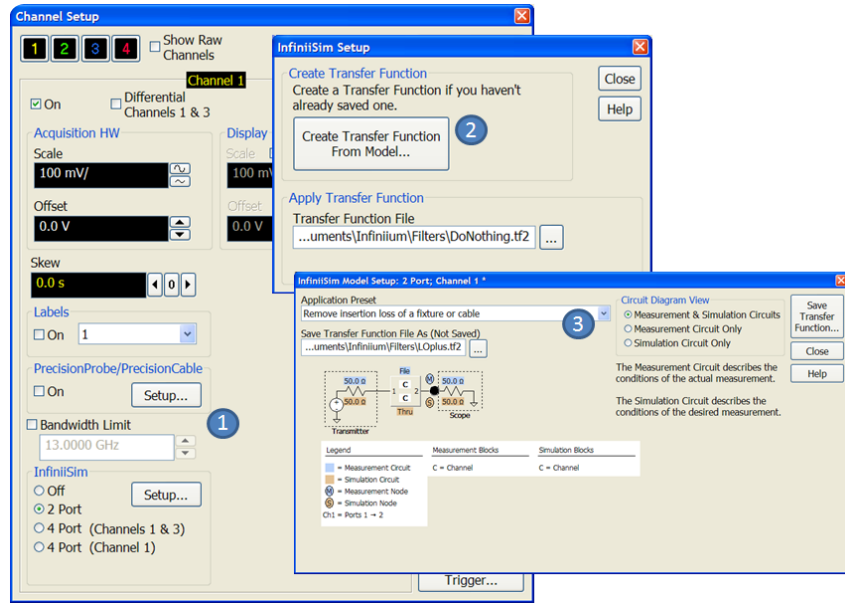 Channel Setup
1 2 3 4
Show Raw
Channels
Channel 1
On
Differential
Channels 1 & 3
Acquisition HW
Display
Scale
Scale
100 mV/
100 m
Offset
Offset
0.0 V
0.0 V
Skew
0.0 s
0
Labels
On
1
PrecisionProbe/PrecisionCable
On
Setup...
Bandwidth Limit
1
13.0000 GHz
InfiniiSim
Off
Setup...
2 Port
4 Port (Channels 1 & 3)
4 Port (Channel 1)
Trigger...
InfiniiSim Setup
Create Transfer Function
Create a Transfer Function if you haven't
already saved one.
Create Transfer Function
From Model...
2
Close
Help
Apply Transfer Function
Transfer Function File
...uments\Infiniium\Filters\DoNothing.tf2
...
InfiniiSim Model Setup: 2 Port; Channel 1 *
Application Preset
Remove insertion loss of a fixture or cable
3
Save Transfer Function File As (Not Saved)
...uments\Infiniium\Filters\LOplus.tf2
...
Circuit Diagram View
Measurement & Simulation Circuits
Measurement Circuit Only
Simulation Circuit Only
Save
Transfer
Function...
Close
Help
The Measurement Circuit describes the
conditions of the actual measurement.
The Simulation Circuit describes the
conditions of the desired measurement.
File
50.0 Ω
C
M
50.0 Ω
1
2
50.0 Ω
C
S
50.0 Ω
Thru
Scope
Transmitter
Legend
Measurement Blocks
Simulation Blocks
= Measurement Circuit
C = Channel
C = Channel
= Simulation Circuit
M = Measurement Node
S = Simulation Node
Ch1 = Ports 1 → 2